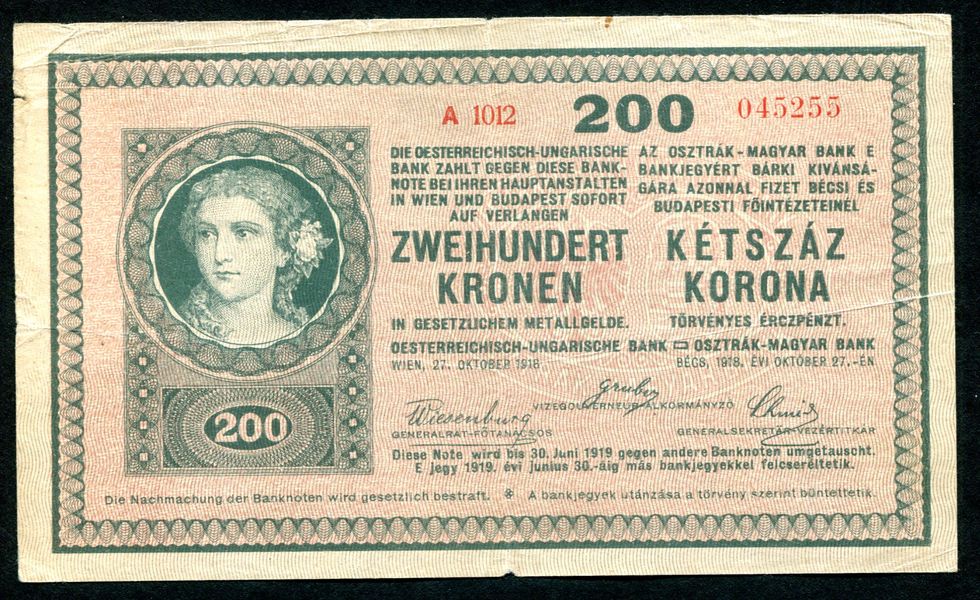 A 1012 200 045255
DIE OESTERREICHISCH-UNGARISCHE
BANK ZAHLT GEGEN DIESE BANK-
NOTE BEI IHREN HAUPTANSTALTEN
IN WIEN UND BUDAPEST SOFORT
AUF VERLANGEN
ZWEIHUNDERT
KRONEN
IN GESETZLICHEM METALLGELDE.
OESTERREICHISCH-UNGARISCHE BANK
WIEN, 27. OKTOBER 1918
AZ OSZTRÁK-MAGYAR BANK E
BANKJEGYÉRT BÁRKI KIVÁNSÁ-
GÁRA AZONNAL FIZET BÉCSI ÉS
BUDAPESTI FŐINTÉZETEINÉL
KÉTSZÁZ
KORONA
TÖRVÉNYES ÉRCZPÉNZT.
OSZTRÁK-MAGYAR BANK
BÉCS, 1918. ÉVI OKTÓBER 27.-ÉN
Wiesenburg
GENERALRAT-FŐTANÁCSOS
Gruber
VIZEGOUVERNEUR-ALKORMÁNYZÓ
Schmid
GENERALSEKRETÄR-VEZÉRTITKÁR
Diese Note wird bis 30. Juni 1919 gegen andere Banknoten umgetauscht.
E jegy 1919. évi junius 30.-áig más bankjegyekkel felcseréltetik.
200
Die Nachmachung der Banknoten wird gesetzlich bestraft. ※ A bankjegyek utánzása a törvény szerint büntettetik.